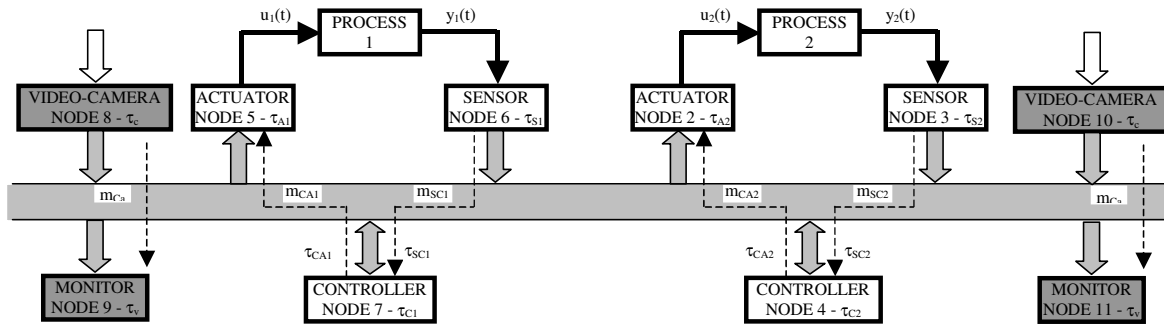 u₁(t)
PROCESS
1
y₁(t)
u₂(t)
PROCESS
2
y₂(t)
VIDEO-CAMERA
NODE 8 - τc
ACTUATOR
NODE 5 - τA1
SENSOR
NODE 6 - τS1
ACTUATOR
NODE 2 - τA2
SENSOR
NODE 3 - τS2
VIDEO-CAMERA
NODE 10 - τc
mCa
mCA1
mSC1
mCA2
mSC2
mCa
τCA1
τSC1
τCA2
τSC2
MONITOR
NODE 9 - τv
CONTROLLER
NODE 7 - τC1
CONTROLLER
NODE 4 - τC2
MONITOR
NODE 11 - τv